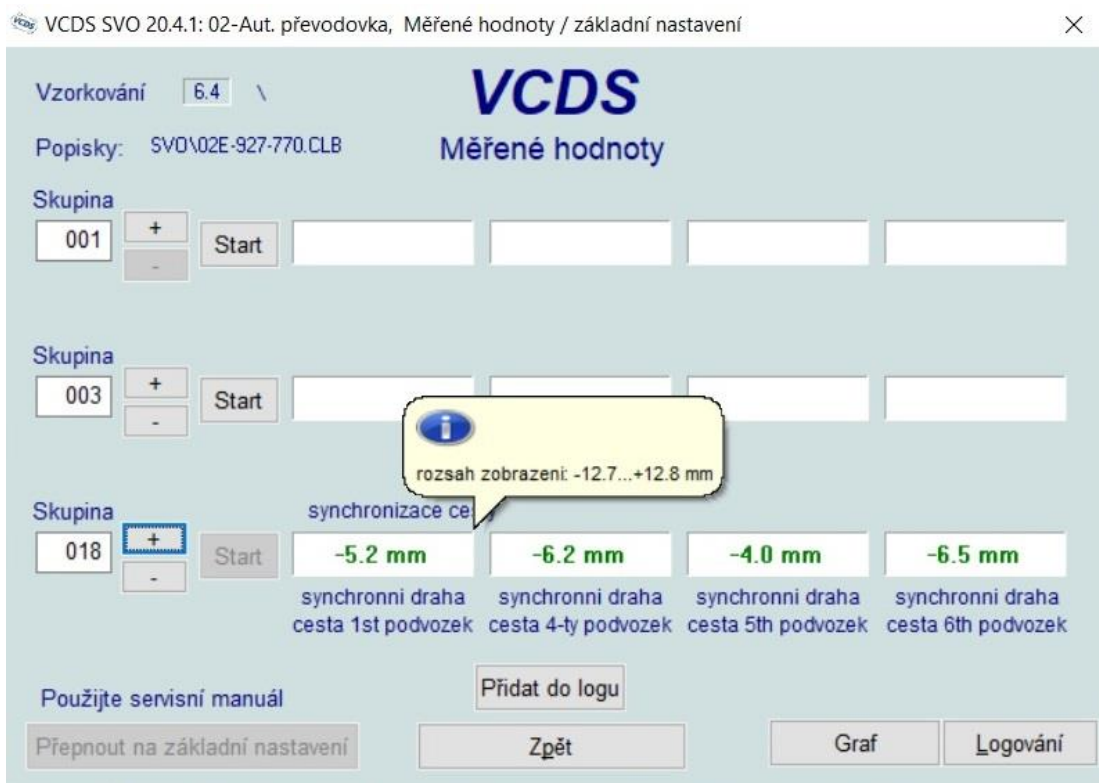 VCDS SVO 20.4.1: 02-Aut. převodovka, Měřené hodnoty / základní nastavení
VCDS
Vzorkování 6.4 \
Popisky: SVO\02E-927-770.CLB
Měřené hodnoty
Skupina
001 + - Start
Skupina
003 + - Start
rozsah zobrazeni: -12.7...+12.8 mm
Skupina
synchronizace
018 + - Start -5.2 mm -6.2 mm -4.0 mm -6.5 mm
synchronni draha synchronni draha synchronni draha synchronni draha
cesta 1st podvozek cesta 4-ty podvozek cesta 5th podvozek cesta 6th podvozek
Použijte servisní manuál
Přidat do logu
Přepnout na základní nastavení Zpět Graf Logování